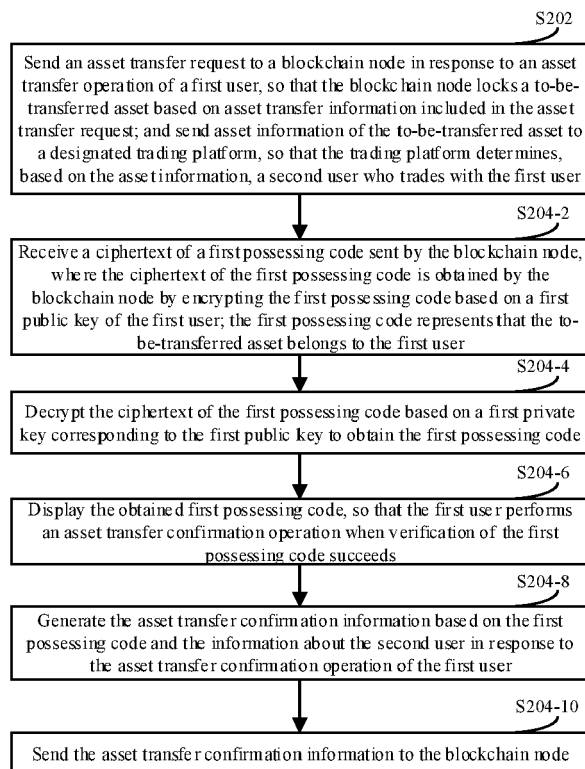 S202
Send an asset transfer request to a blockchain node in response to an asset
transfer operation of a first user, so that the blockchain node locks a to-be-
transferred asset based on asset transfer information included in the asset
transfer request; and send asset information of the to-be-transferred asset to
a designated trading platform, so that the trading platform determines,
based on the asset information, a second user who trades with the first user
S204-2
Receive a ciphertext of a first possessing code sent by the blockchain node,
where the ciphertext of the first possessing code is obtained by the
blockchain node by encrypting the first possessing code based on a first
public key of the first user; the first possessing code represents that the to-
be-transferred asset belongs to the first user
S204-4
Decrypt the ciphertext of the first possessing code based on a first private
key corresponding to the first public key to obtain the first possessing code
S204-6
Display the obtained first possessing code, so that the first user performs
an asset transfer confirmation operation when verification of the first
possessing code succeeds
S204-8
Generate the asset transfer confirmation information based on the first
possessing code and the information about the second user in response to
the asset transfer confirmation operation of the first user
S204-10
Send the asset transfer confirmation information to the blockchain node